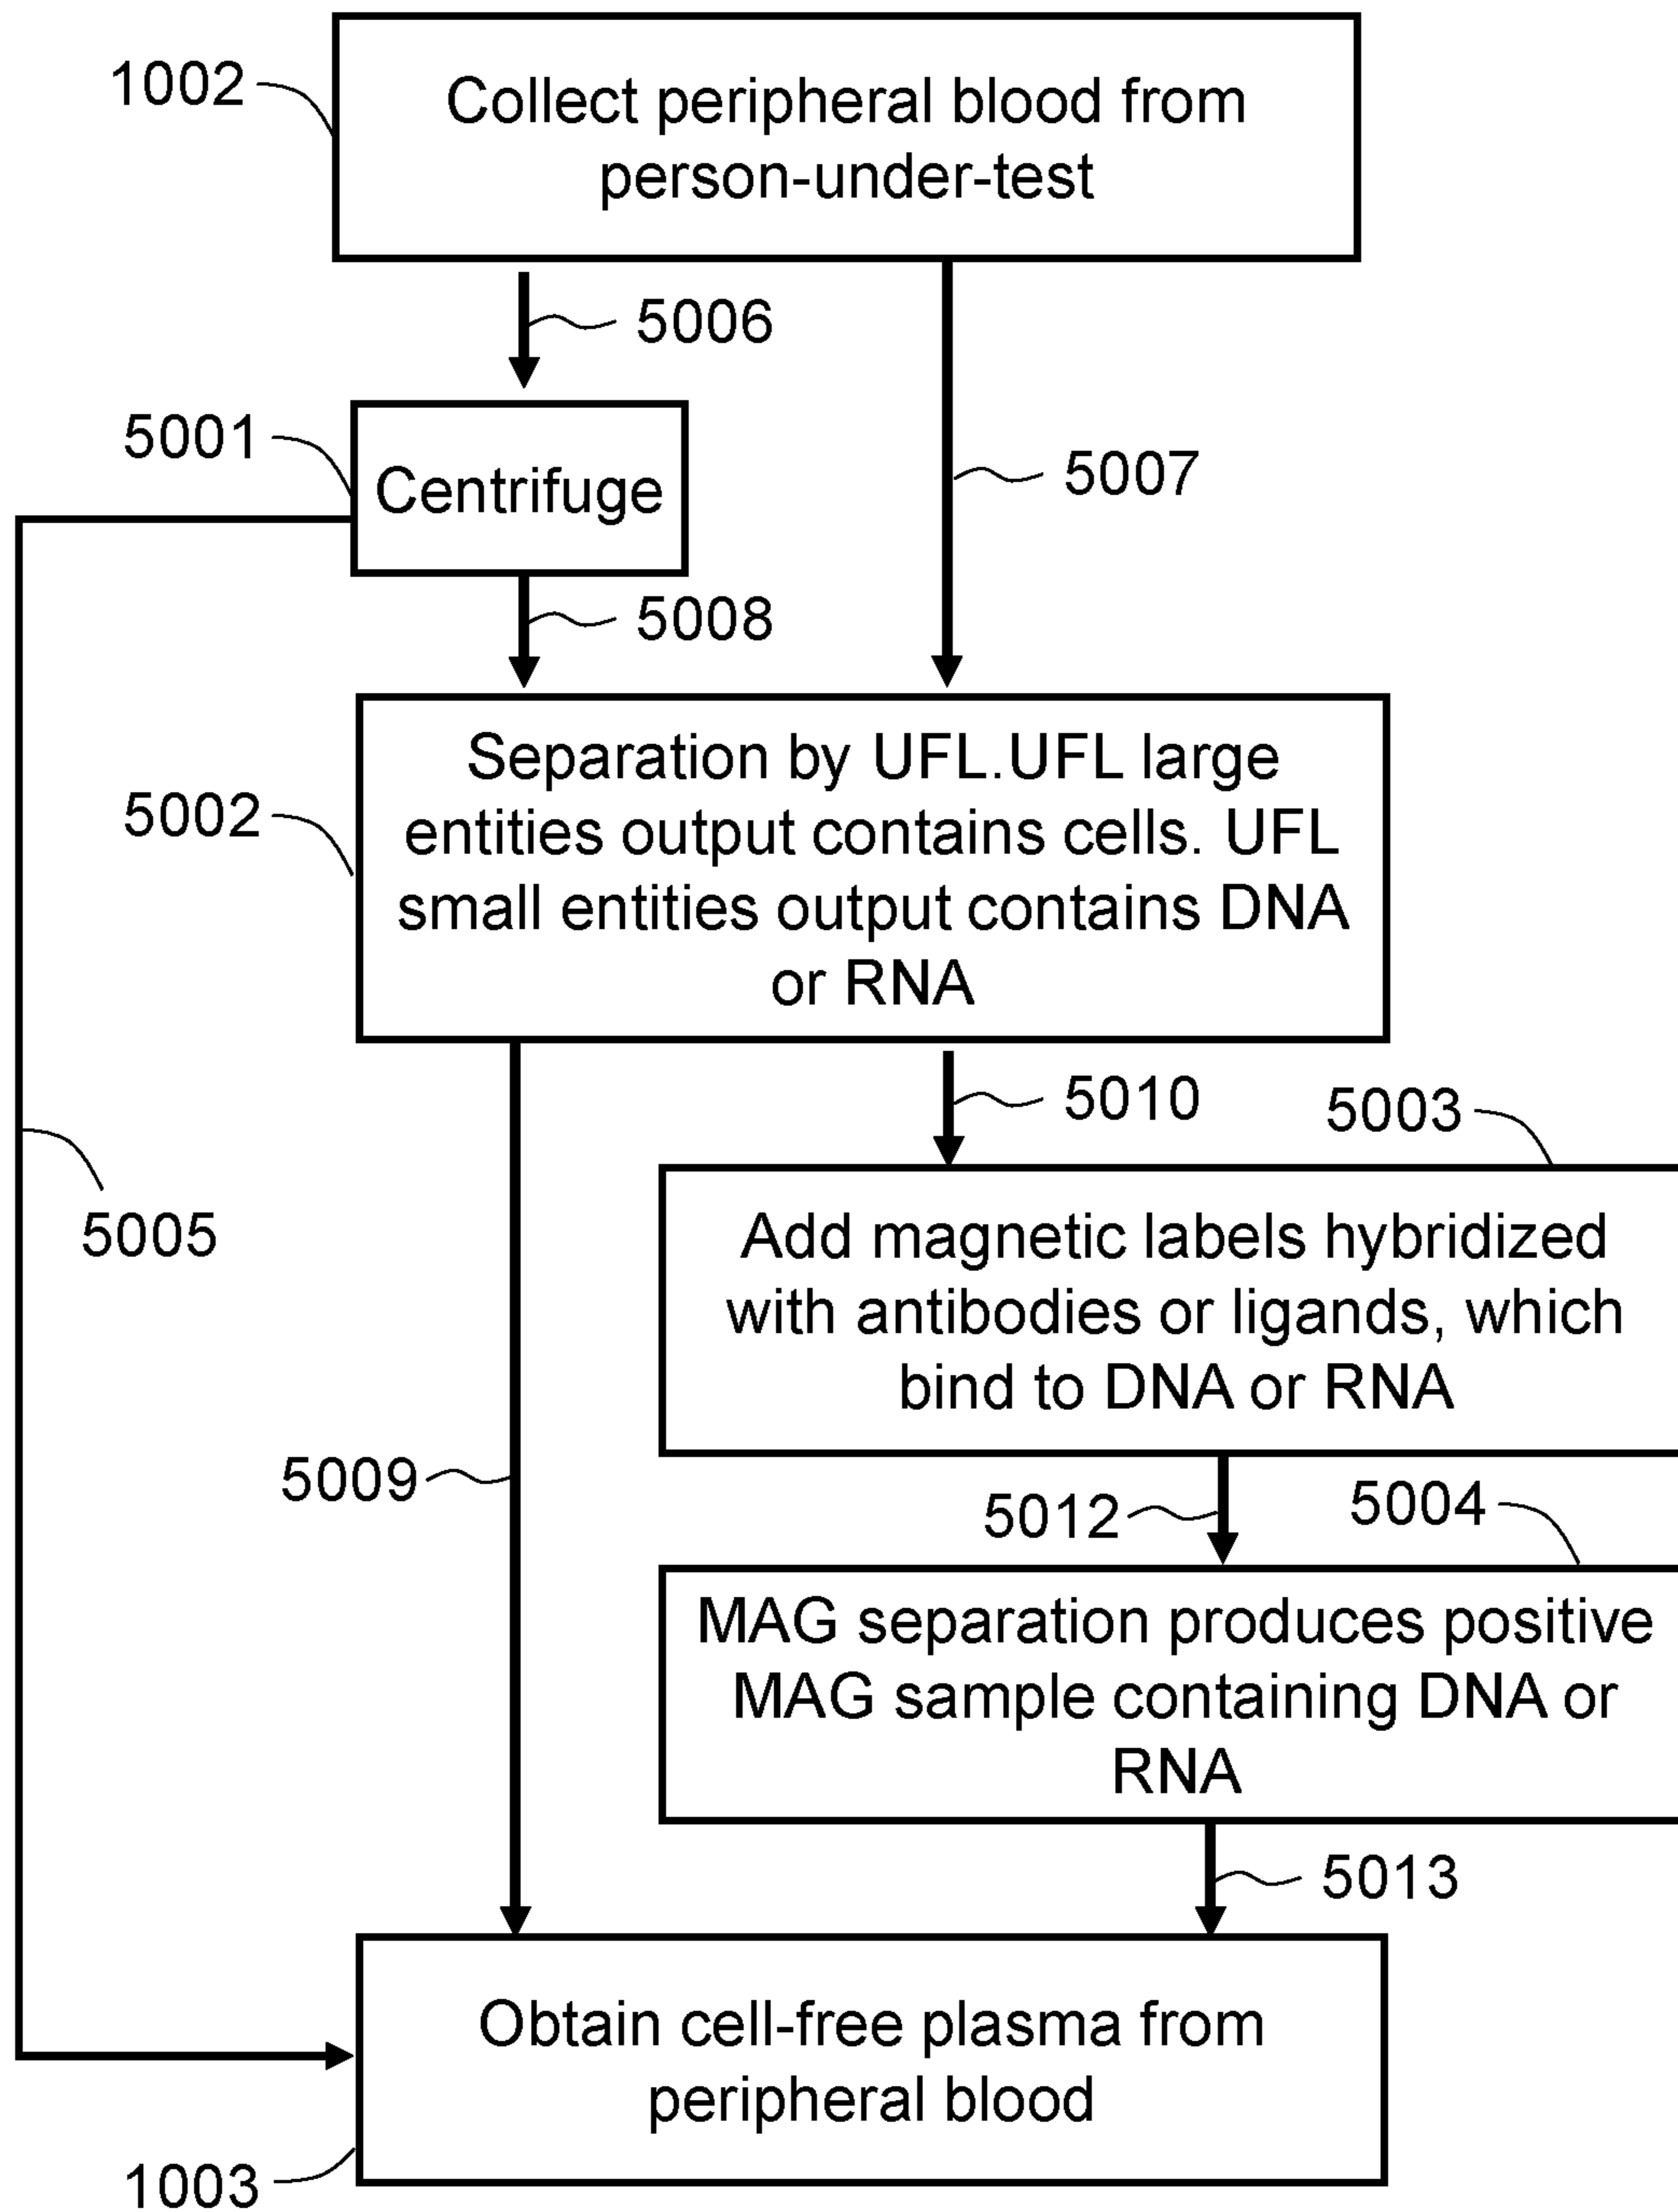 1002
Collect peripheral blood from
person-under-test
5006
5001
Centrifuge
5007
5008
5002
Separation by UFL.UFL large
entities output contains cells. UFL
small entities output contains DNA
or RNA
5010
5003
5005
Add magnetic labels hybridized
with antibodies or ligands, which
bind to DNA or RNA
5009
5012
5004
MAG separation produces positive
MAG sample containing DNA or
RNA
5013
Obtain cell-free plasma from
peripheral blood
1003